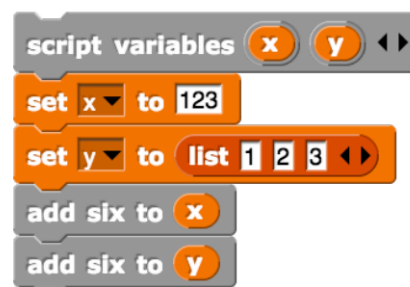 script variables x y
set x to 123
set y to list 1 2 3
add six to x
add six to y